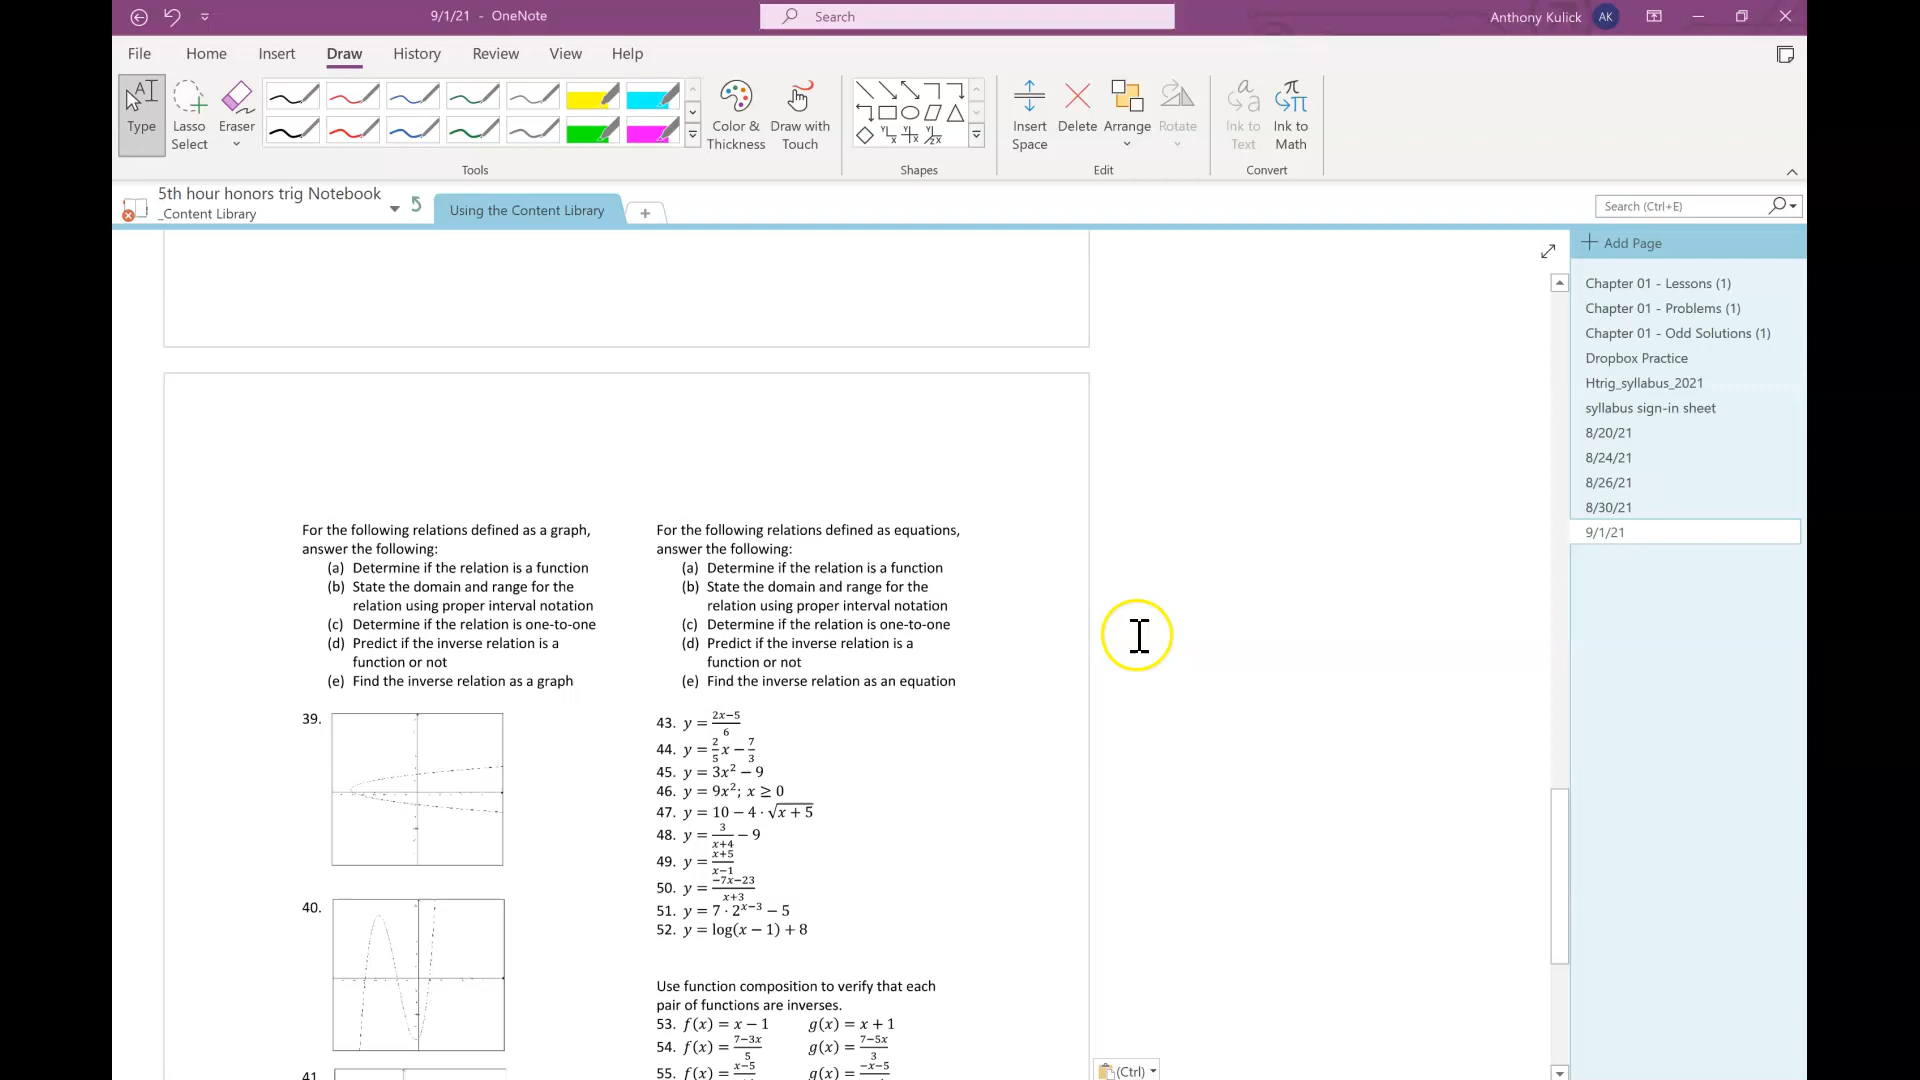 9/1/21 - OneNote
Search
Anthony Kulick
AK
File
Home
Insert
Draw
History
Review
View
Help
Type
Lasso
Select
Eraser
Color &
Thickness
Draw with
Touch
Insert
Space
Delete
Arrange
Rotate
Ink to
Text
Ink to
Math
Tools
Shapes
Edit
Convert
5th hour honors trig Notebook
_Content Library
Using the Content Library
Search (Ctrl+E)
Add Page
Chapter 01 - Lessons (1)
Chapter 01 - Problems (1)
Chapter 01 - Odd Solutions (1)
Dropbox Practice
Htrig_syllabus_2021
syllabus sign-in sheet
8/20/21
8/24/21
8/26/21
8/30/21
9/1/21
For the following relations defined as a graph,
answer the following:
(a) Determine if the relation is a function
(b) State the domain and range for the
relation using proper interval notation
(c) Determine if the relation is one-to-one
(d) Predict if the inverse relation is a
function or not
(e) Find the inverse relation as a graph
39.
40.
41.
For the following relations defined as equations,
answer the following:
(a) Determine if the relation is a function
(b) State the domain and range for the
relation using proper interval notation
(c) Determine if the relation is one-to-one
(d) Predict if the inverse relation is a
function or not
(e) Find the inverse relation as an equation
43. y = (2x−5)/6
44. y = 2/5 x − 7/3
45. y = 3x² − 9
46. y = 9x²; x ≥ 0
47. y = 10 − 4 · √(x + 5)
48. y = 3/(x+4) − 9
49. y = (x+5)/(x−1)
50. y = (−7x−23)/(x+3)
51. y = 7 · 2^(x−3) − 5
52. y = log(x − 1) + 8
Use function composition to verify that each
pair of functions are inverses.
53. f(x) = x − 1 g(x) = x + 1
54. f(x) = (7−3x)/5 g(x) = (7−5x)/3
55. f(x) = x−5 g(x) = −x−5
(Ctrl)